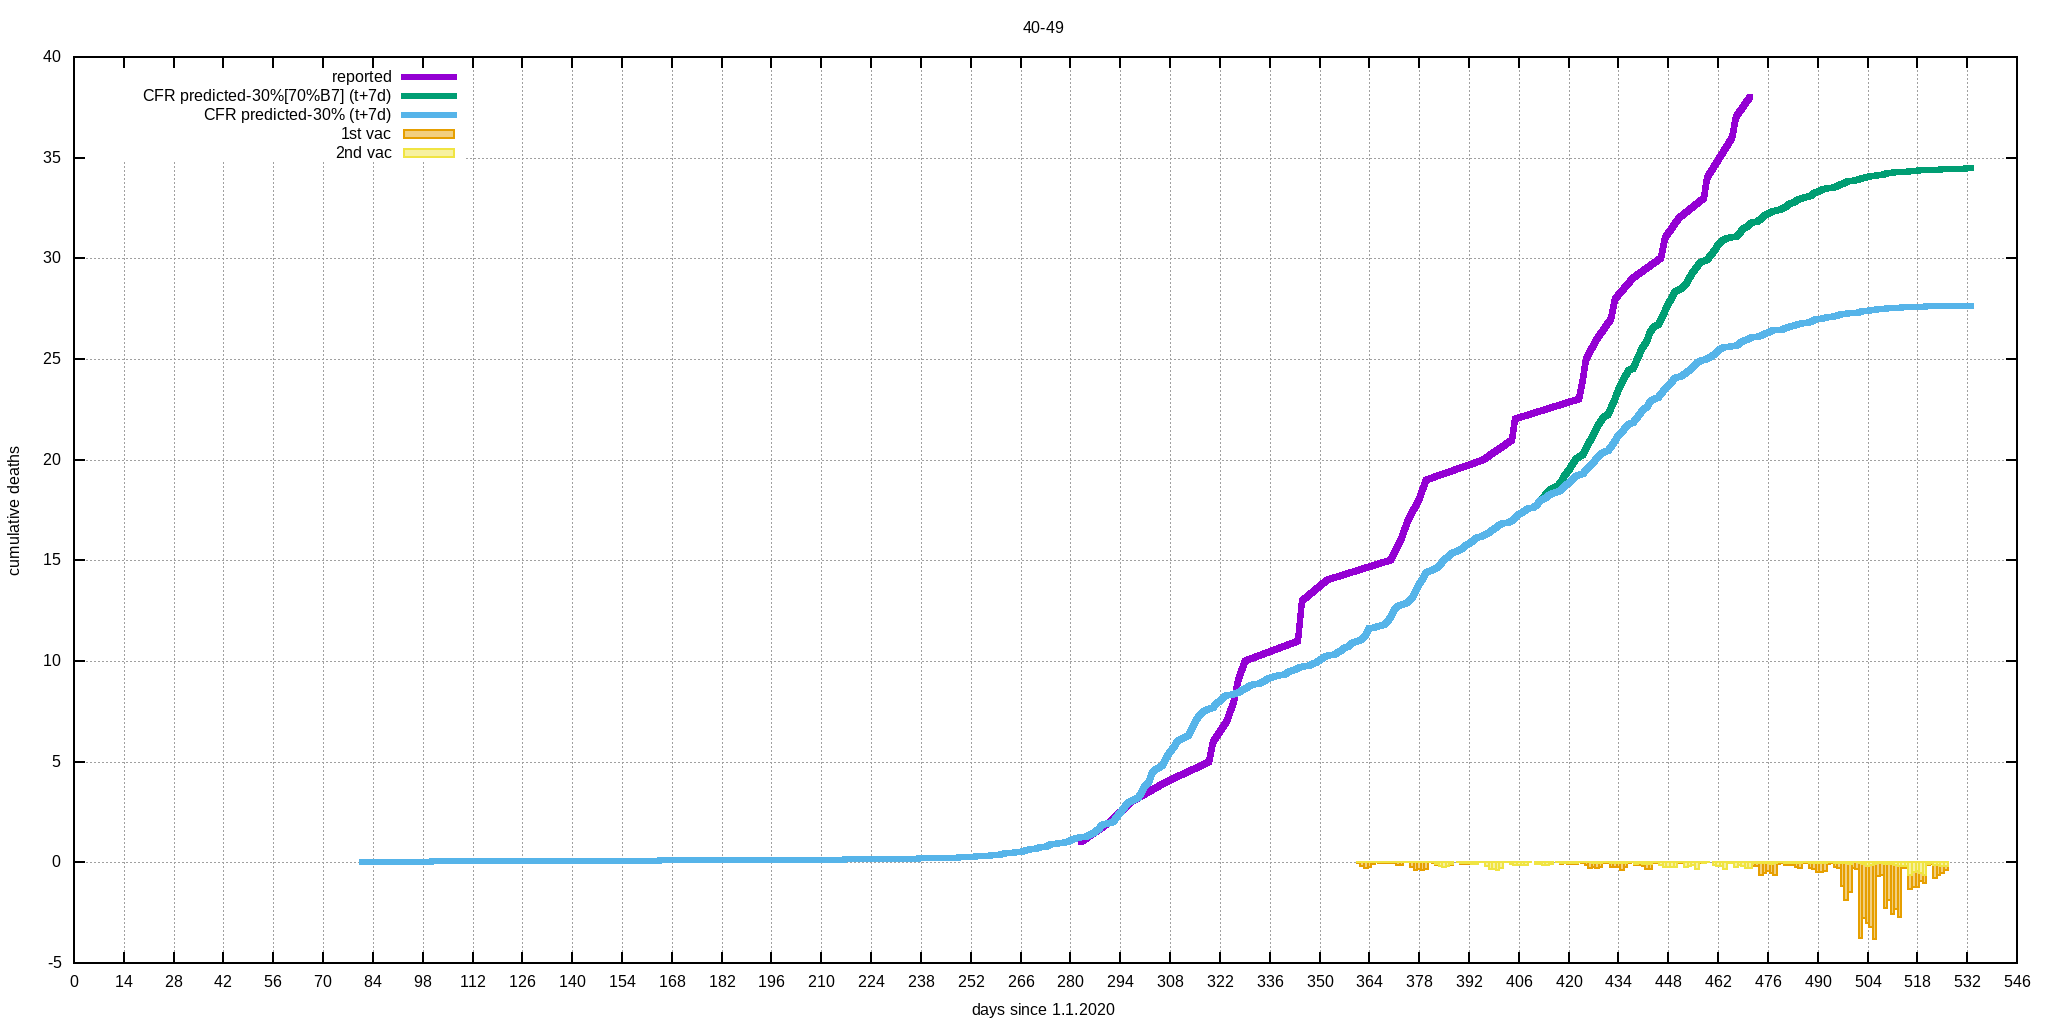 40-49
reported
CFR predicted-30%[70%B7] (t+7d)
CFR predicted-30% (t+7d)
1st vac
2nd vac
40
35
30
25
20
15
10
5
0
-5
cumulative deaths
0 14 28 42 56 70 84 98 112 126 140 154 168 182 196 210 224 238 252 266 280 294 308 322 336 350 364 378 392 406 420 434 448 462 476 490 504 518 532 546
days since 1.1.2020